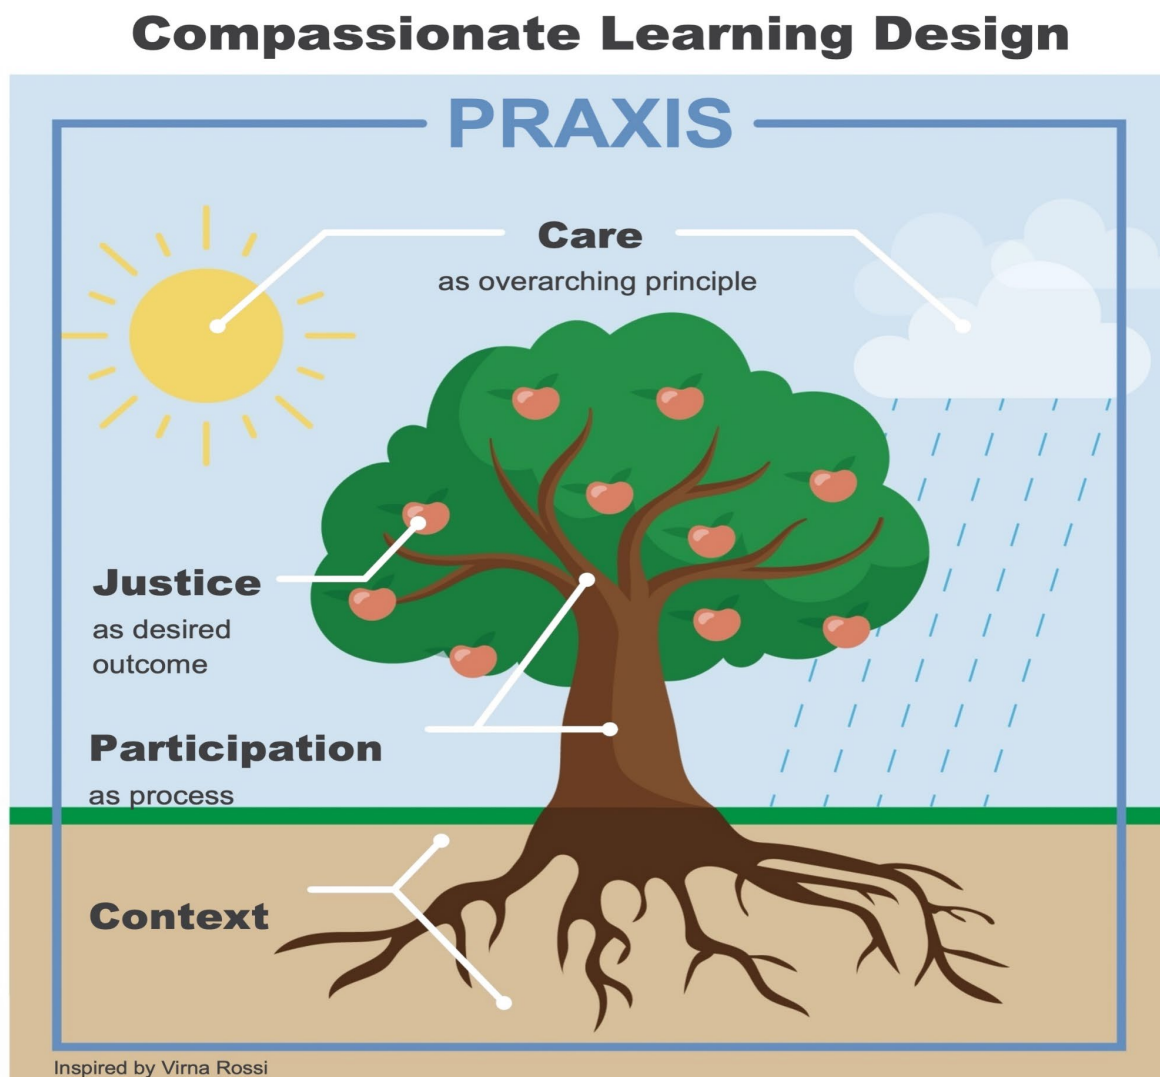 Compassionate Learning Design
PRAXIS
Care
as overarching principle
Justice
as desired
outcome
Participation
as process
Context
Inspired by Virna Rossi